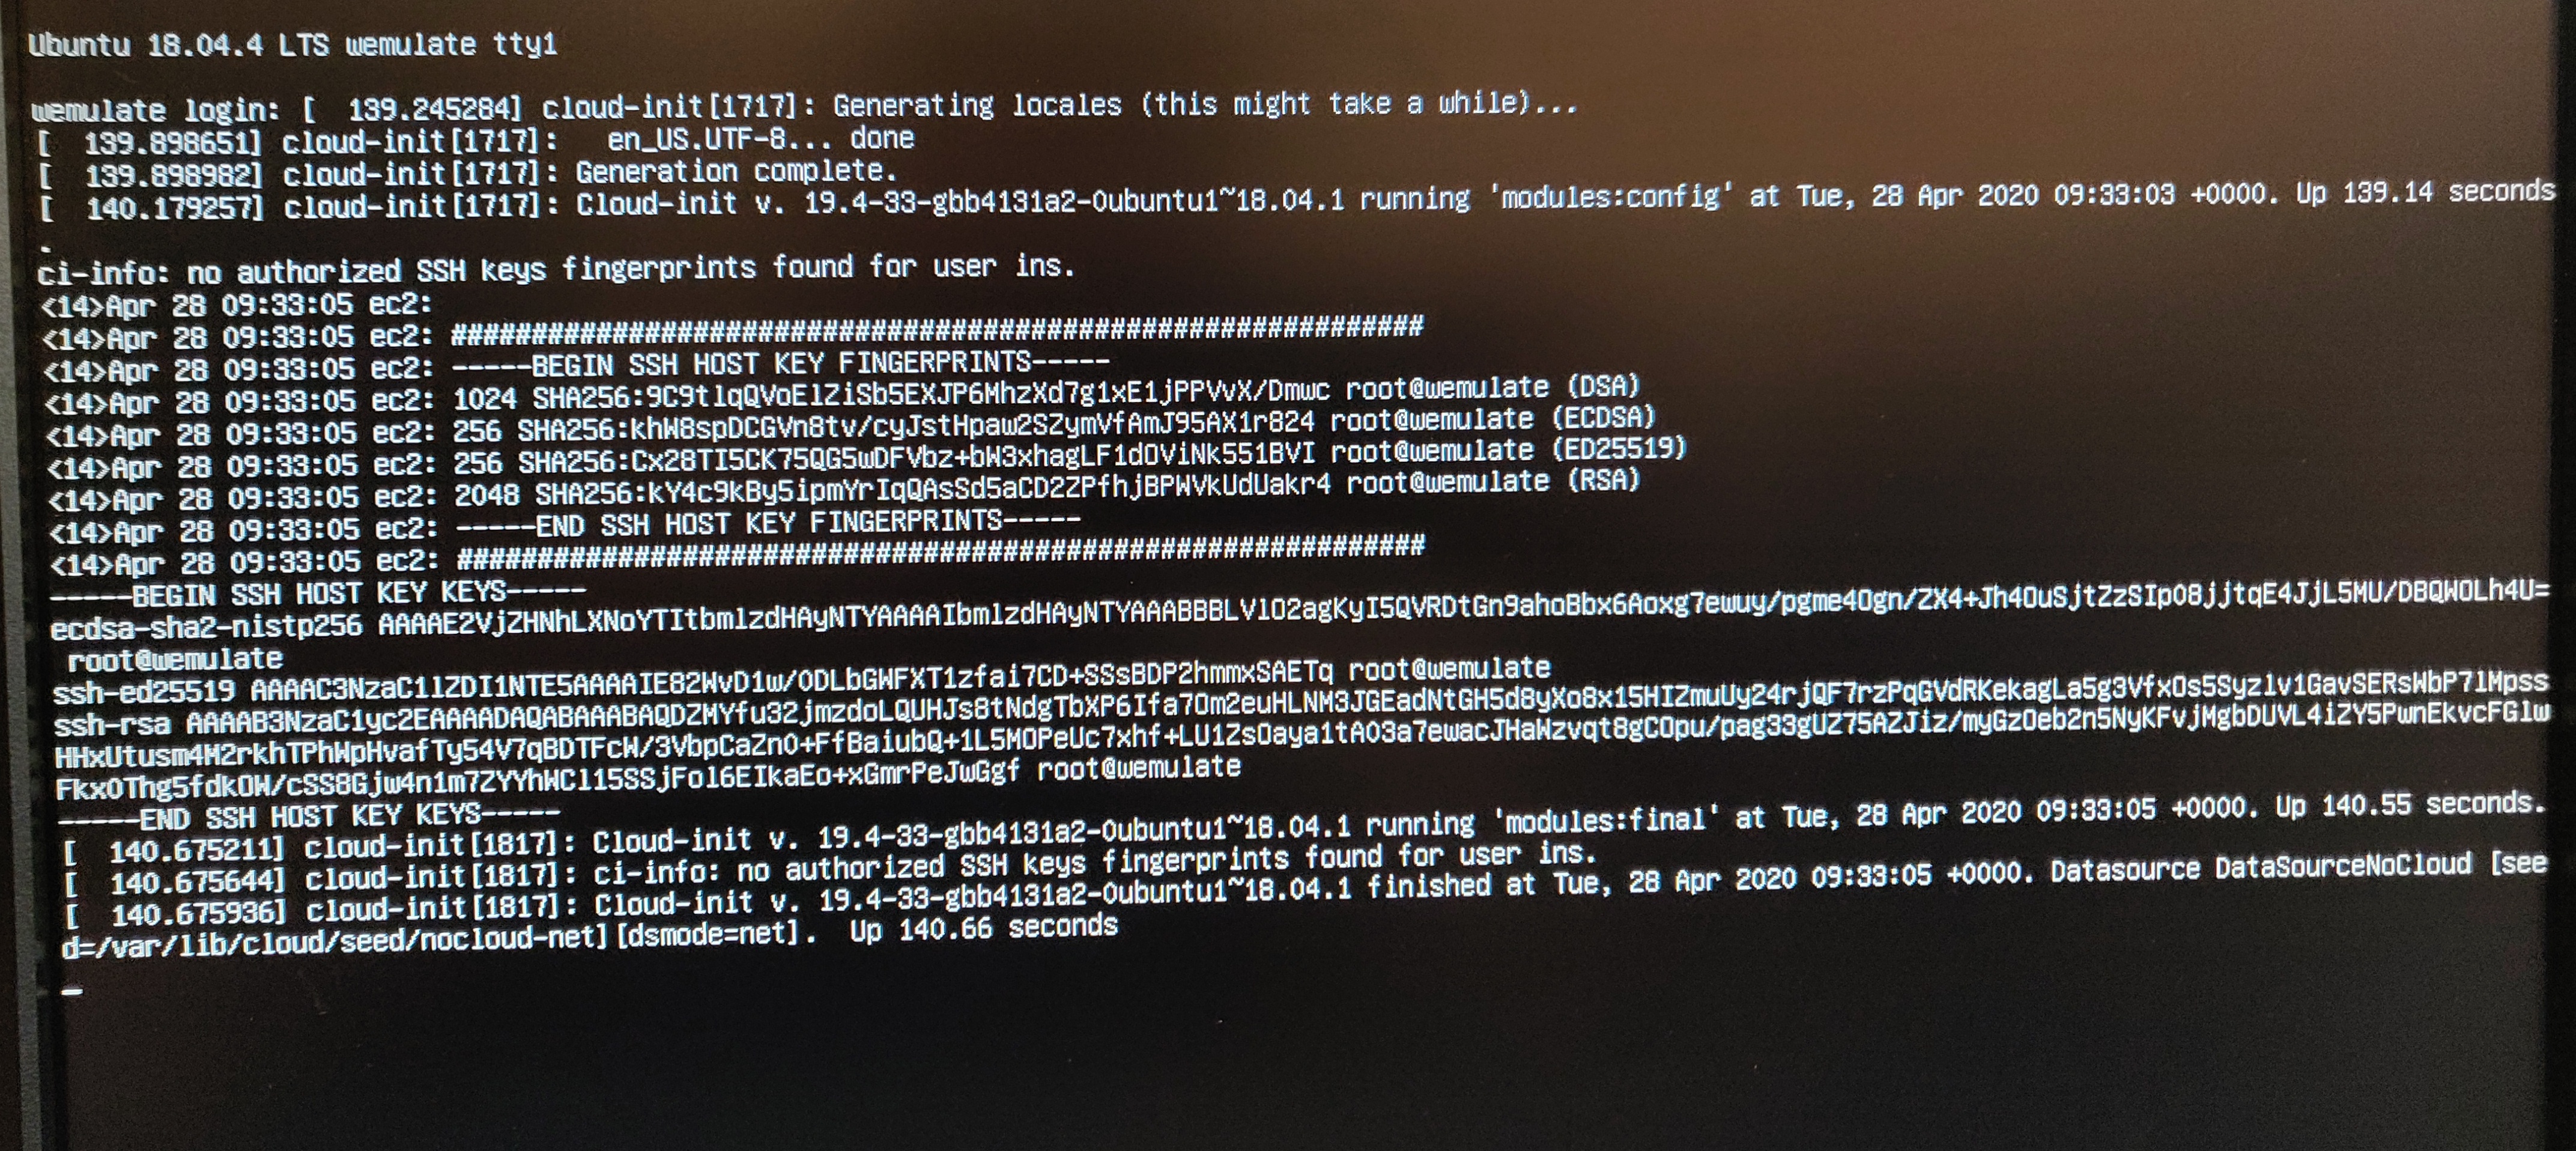 Ubuntu 18.04.4 LTS wemulate tty1
wemulate login: [  139.245284] cloud-init[1717]: Generating locales (this might take a while)...
[  139.898651] cloud-init[1717]:   en_US.UTF-8... done
[  139.898982] cloud-init[1717]: Generation complete.
[  140.179257] cloud-init[1717]: Cloud-init v. 19.4-33-gbb4131a2-0ubuntu1~18.04.1 running 'modules:config' at Tue, 28 Apr 2020 09:33:03 +0000. Up 139.14 seconds
.
ci-info: no authorized SSH keys fingerprints found for user ins.
<14>Apr 28 09:33:05 ec2:
<14>Apr 28 09:33:05 ec2: #############################################################
<14>Apr 28 09:33:05 ec2: -----BEGIN SSH HOST KEY FINGERPRINTS-----
<14>Apr 28 09:33:05 ec2: 1024 SHA256:9C9tlqQVoElZiSb5EXJP6MhzXd7g1xE1jPPVvX/Dmwc root@wemulate (DSA)
<14>Apr 28 09:33:05 ec2: 256 SHA256:khW8spDCGVn8tv/cyJstHpaw2SZymVfAmJ95AX1r824 root@wemulate (ECDSA)
<14>Apr 28 09:33:05 ec2: 256 SHA256:Cx28TI5CK75QG5wDFVbz+bW3xhagLF1dOViNk551BVI root@wemulate (ED25519)
<14>Apr 28 09:33:05 ec2: 2048 SHA256:kY4c9kBy5ipmYrIqQAsSd5aCD2ZPfhjBPWVkUdUakr4 root@wemulate (RSA)
<14>Apr 28 09:33:05 ec2: -----END SSH HOST KEY FINGERPRINTS-----
<14>Apr 28 09:33:05 ec2: #############################################################
-----BEGIN SSH HOST KEY KEYS-----
ecdsa-sha2-nistp256 AAAAE2VjZHNhLXNoYTItbmlzdHAyNTYAAAAIbmlzdHAyNTYAAABBBLVlO2agKyI5QVRDtGn9ahoBbx6Aoxg7ewuy/pgme4Ogn/ZX4+Jh4OuSjtZzSIpO8jjtqE4JjL5MU/DBQWOLh4U=
 root@wemulate
ssh-ed25519 AAAAC3NzaC1lZDI1NTE5AAAAIE82WvD1w/ODLbGWFXT1zfai7CD+SSsBDP2hmmxSAETq root@wemulate
ssh-rsa AAAAB3NzaC1yc2EAAAADAQABAAABAQDZMYfu32jmzdoLQUHJs8tNdgTbXP6Ifa7Om2euHLNM3JGEadNtGH5d8yXo8x15HIZmuUy24rjQF7rzPqGVdRKekagLa5g3VfxOs5Syzlv1GavSERsWbP7lMpss
HHxUtusm4M2rkhTPhWpHvafTy54V7qBDTFcW/3VbpCaZnO+FfBaiubQ+1L5MOPeUc7xhf+LU1ZsOaya1tAO3a7ewacJHaWzvqt8gCOpu/pag33gUZ75AZJiz/myGzOeb2n5NyKFvjMgbDUVL4iZY5PwnEkvcFGlw
FkxOThg5fdkOW/cSS8Gjw4n1m7ZYYhWCl15SSjFol6EIkaEo+xGmrPeJwGgf root@wemulate
-----END SSH HOST KEY KEYS-----
[  140.675211] cloud-init[1817]: Cloud-init v. 19.4-33-gbb4131a2-0ubuntu1~18.04.1 running 'modules:final' at Tue, 28 Apr 2020 09:33:05 +0000. Up 140.55 seconds.
[  140.675644] cloud-init[1817]: ci-info: no authorized SSH keys fingerprints found for user ins.
[  140.675936] cloud-init[1817]: Cloud-init v. 19.4-33-gbb4131a2-0ubuntu1~18.04.1 finished at Tue, 28 Apr 2020 09:33:05 +0000. Datasource DataSourceNoCloud [see
d=/var/lib/cloud/seed/nocloud-net][dsmode=net].  Up 140.66 seconds